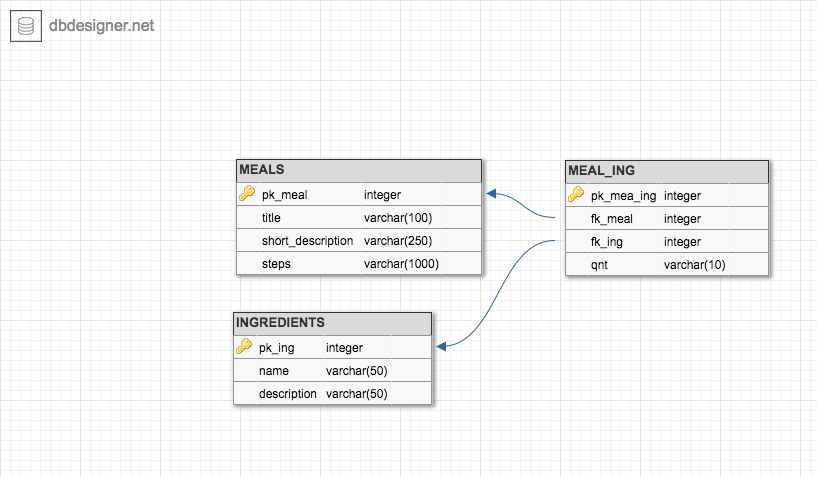 dbdesigner.net
MEALS
pk_meal integer
title varchar(100)
short_description varchar(250)
steps varchar(1000)
MEAL_ING
pk_mea_ing integer
fk_meal integer
fk_ing integer
qnt varchar(10)
INGREDIENTS
pk_ing integer
name varchar(50)
description varchar(50)